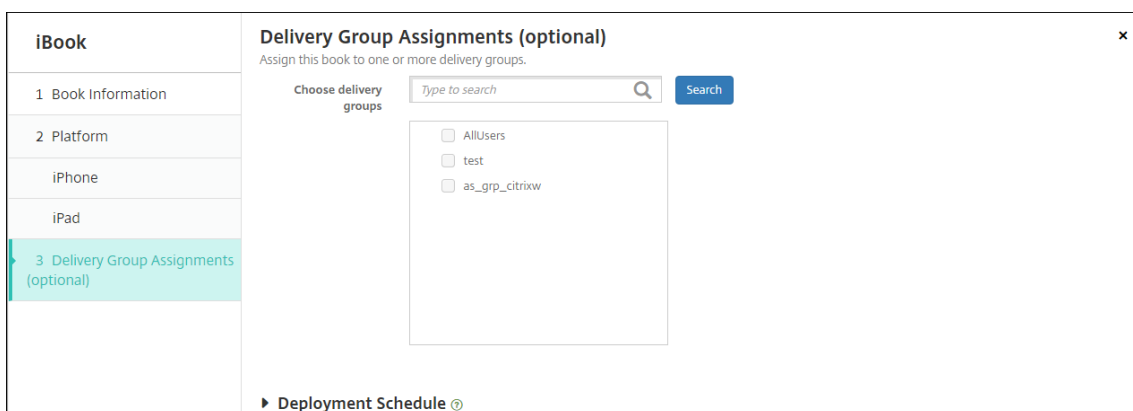 iBook
1 Book Information
2 Platform
iPhone
iPad
3 Delivery Group Assignments
(optional)
Delivery Group Assignments (optional)
Assign this book to one or more delivery groups.
Choose delivery
groups
Type to search
Search
AllUsers
test
as_grp_citrixw
Deployment Schedule